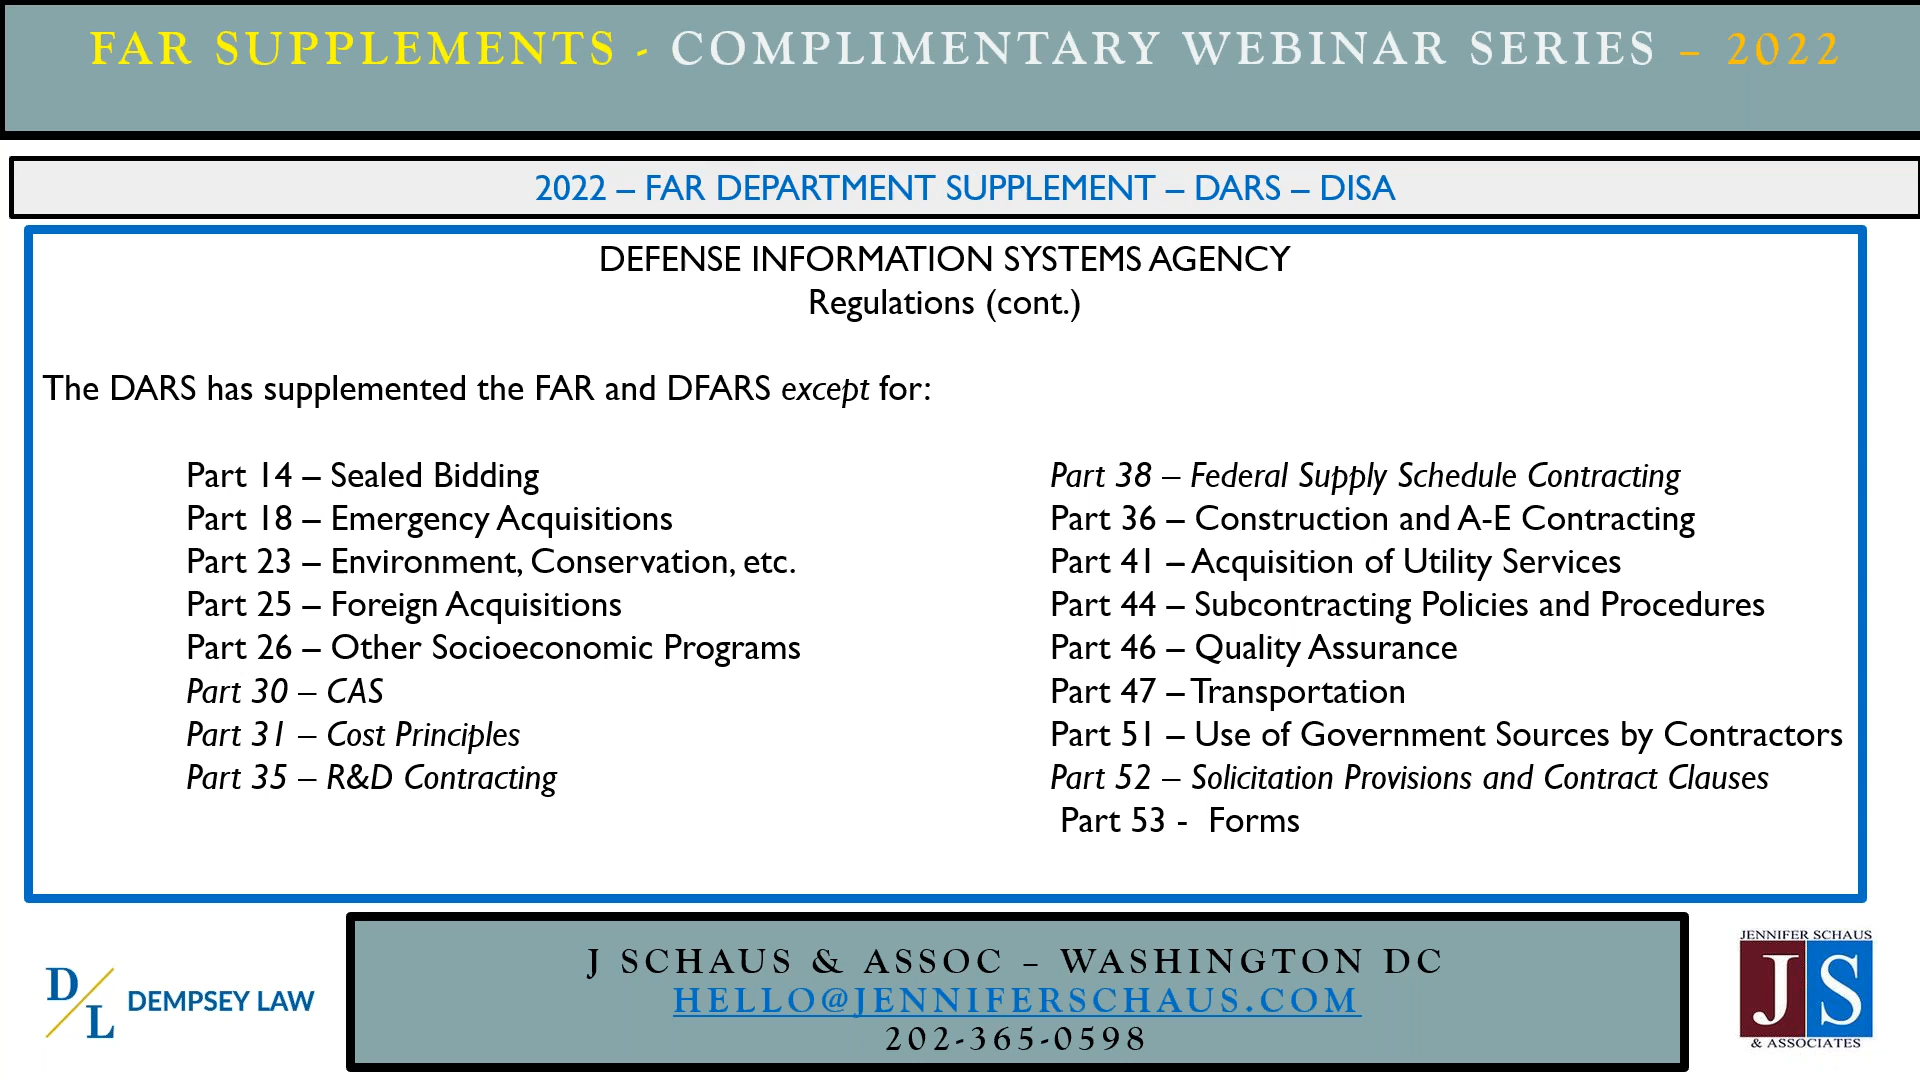 FAR SUPPLEMENTS - COMPLIMENTARY WEBINAR SERIES – 2022
2022 – FAR DEPARTMENT SUPPLEMENT – DARS – DISA
DEFENSE INFORMATION SYSTEMS AGENCY
Regulations (cont.)
The DARS has supplemented the FAR and DFARS except for:
Part 14 – Sealed Bidding
Part 18 – Emergency Acquisitions
Part 23 – Environment, Conservation, etc.
Part 25 – Foreign Acquisitions
Part 26 – Other Socioeconomic Programs
Part 30 – CAS
Part 31 – Cost Principles
Part 35 – R&D Contracting
Part 38 – Federal Supply Schedule Contracting
Part 36 – Construction and A-E Contracting
Part 41 – Acquisition of Utility Services
Part 44 – Subcontracting Policies and Procedures
Part 46 – Quality Assurance
Part 47 – Transportation
Part 51 – Use of Government Sources by Contractors
Part 52 – Solicitation Provisions and Contract Clauses
Part 53 - Forms
D/L DEMPSEY LAW
J SCHAUS & ASSOC – WASHINGTON DC
HELLO@JENNIFERSCHAUS.COM
202-365-0598
JENNIFER SCHAUS
JS
& ASSOCIATES